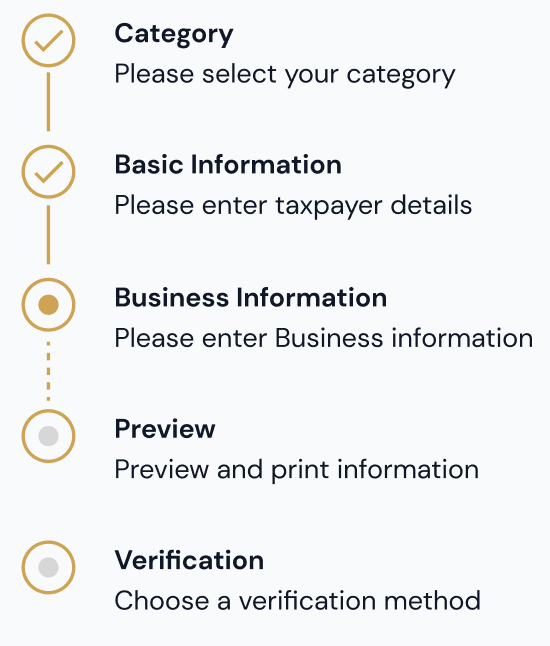 Category
Please select your category
Basic Information
Please enter taxpayer details
Business Information
Please enter Business information
Preview
Preview and print information
Verification
Choose a verification method